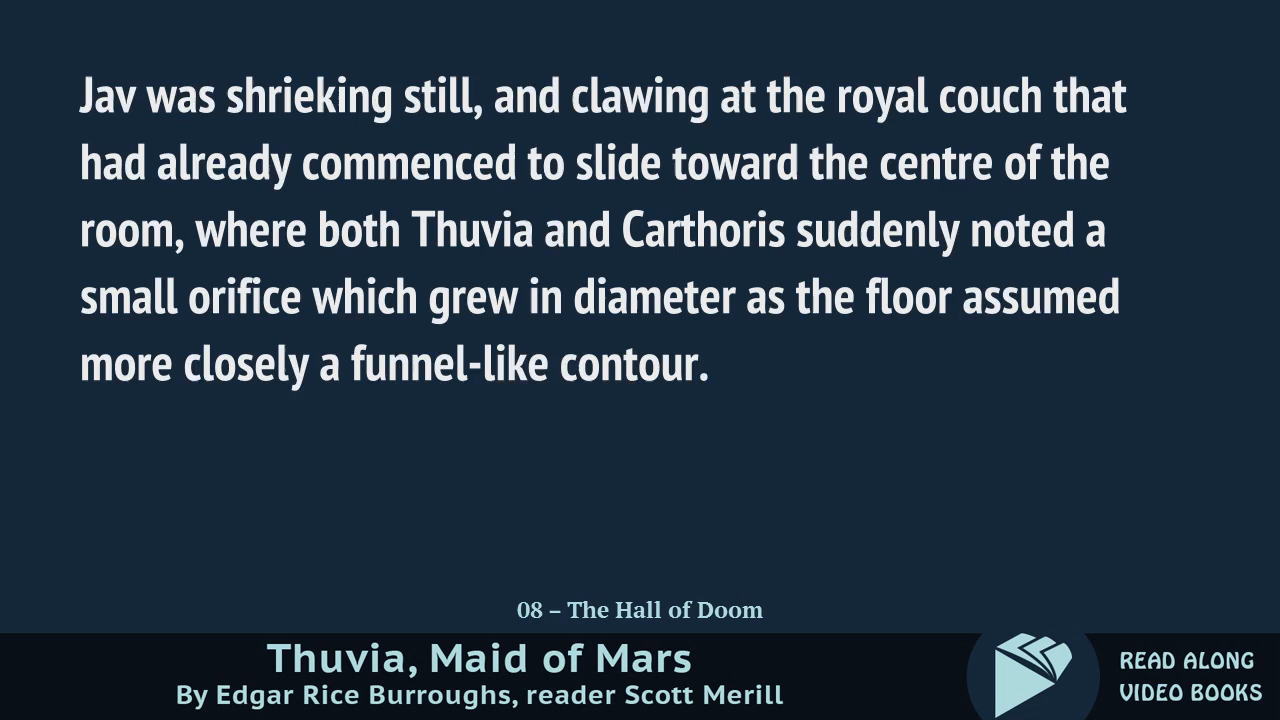 Jav was shrieking still, and clawing at the royal couch that
had already commenced to slide toward the centre of the
room, where both Thuvia and Carthoris suddenly noted a
small orifice which grew in diameter as the floor assumed
more closely a funnel-like contour.
08 – The Hall of Doom
Thuvia, Maid of Mars
By Edgar Rice Burroughs, reader Scott Merill
READ ALONG
VIDEO BOOKS